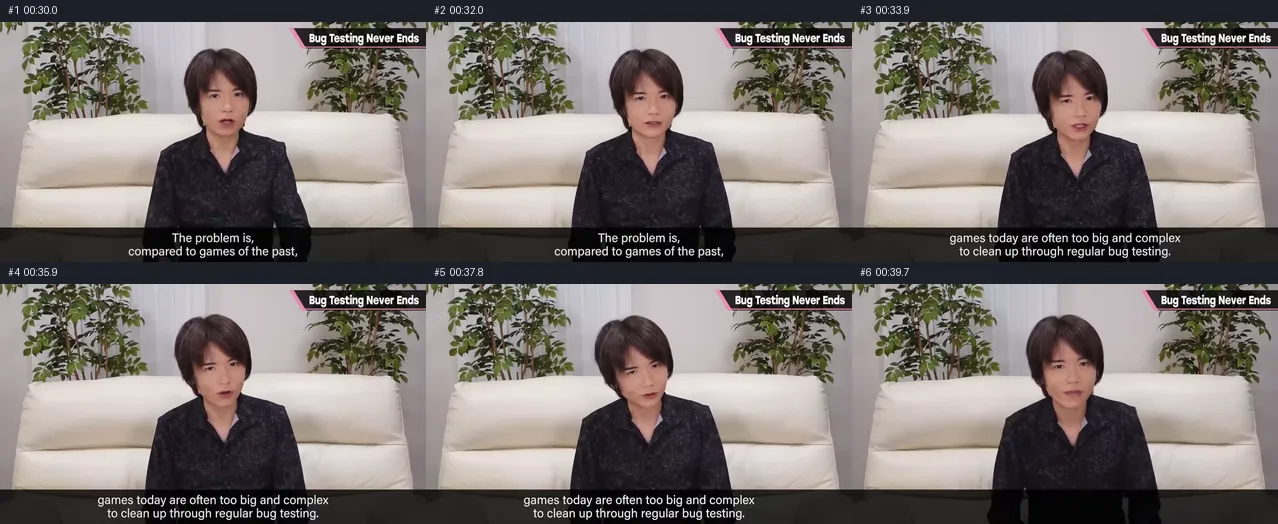 #1 00:30.0
#2 00:32.0
#3 00:33.9
Bug Testing Never Ends
Bug Testing Never Ends
Bug Testing Never Ends
The problem is,
compared to games of the past,
The problem is,
compared to games of the past,
games today are often too big and complex
to clean up through regular bug testing.
#4 00:35.9
#5 00:37.8
#6 00:39.7
Bug Testing Never Ends
Bug Testing Never Ends
Bug Testing Never Ends
games today are often too big and complex
to clean up through regular bug testing.
games today are often too big and complex
to clean up through regular bug testing.